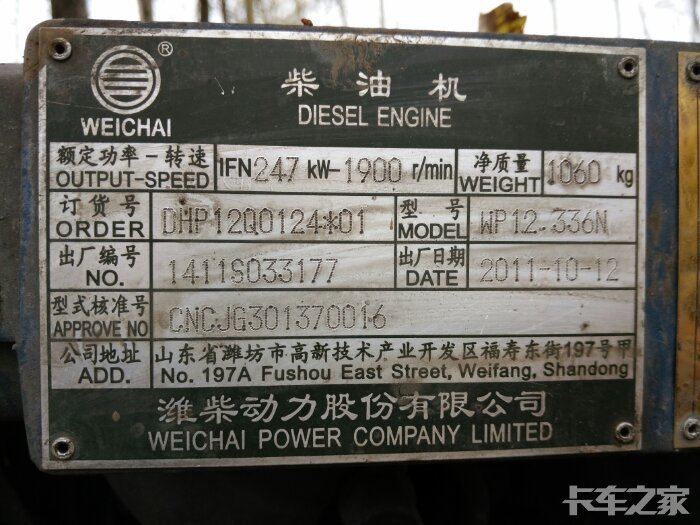 ®
柴油机
WEICHAI DIESEL ENGINE
额定功率-转速 1FN247 kW-1900 r/min 净质量 1060 kg
OUTPUT-SPEED WEIGHT
订货号 DHP12Q0124*01 型号 WP12.336N
ORDER MODEL
出厂编号 1411S033177 出厂日期 2011-10-12
NO. DATE
型式核准号 CNCJG301370016
APPROVE NO
公司地址 山东省潍坊市高新技术产业开发区福寿东街197号甲
ADD. No. 197A Fushou East Street, Weifang, Shandong
潍柴动力股份有限公司
WEICHAI POWER COMPANY LIMITED
卡车之家